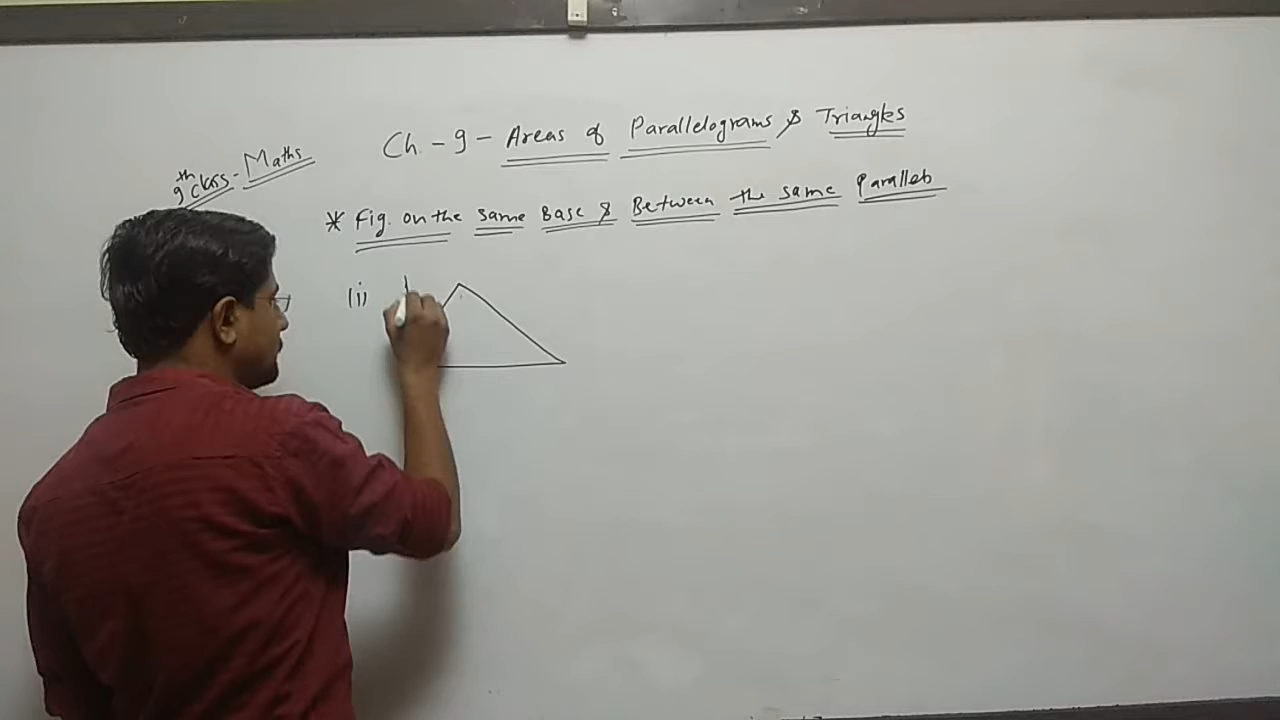 Ch. - 9 - Areas of Parallelograms & Triangles
9th class - Maths
* Fig. on the same Base & Between the same Parallels
(i)